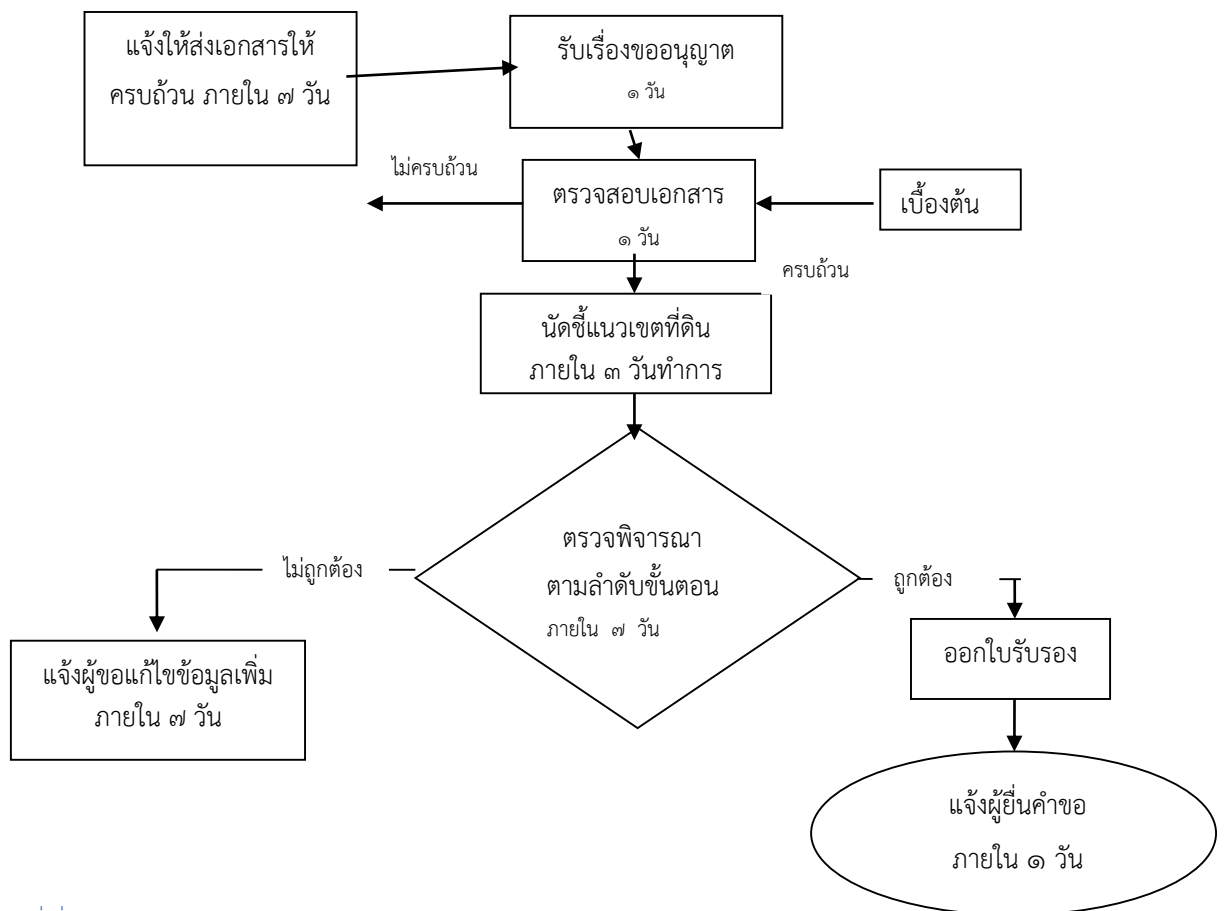 แจ้งให้ส่งเอกสารให้
ครบถ้วน ภายใน ๗ วัน
รับเรื่องขออนุญาต
๑ วัน
ไม่ครบถ้วน
ตรวจสอบเอกสาร
๑ วัน
เบื้องต้น
ครบถ้วน
นัดชี้แนวเขตที่ดิน
ภายใน ๓ วันทำการ
ตรวจพิจารณา
ตามลำดับขั้นตอน
ภายใน ๗ วัน
ไม่ถูกต้อง
ถูกต้อง
แจ้งผู้ขอแก้ไขข้อมูลเพิ่ม
ภายใน ๗ วัน
ออกใบรับรอง
แจ้งผู้ยื่นคำขอ
ภายใน ๑ วัน